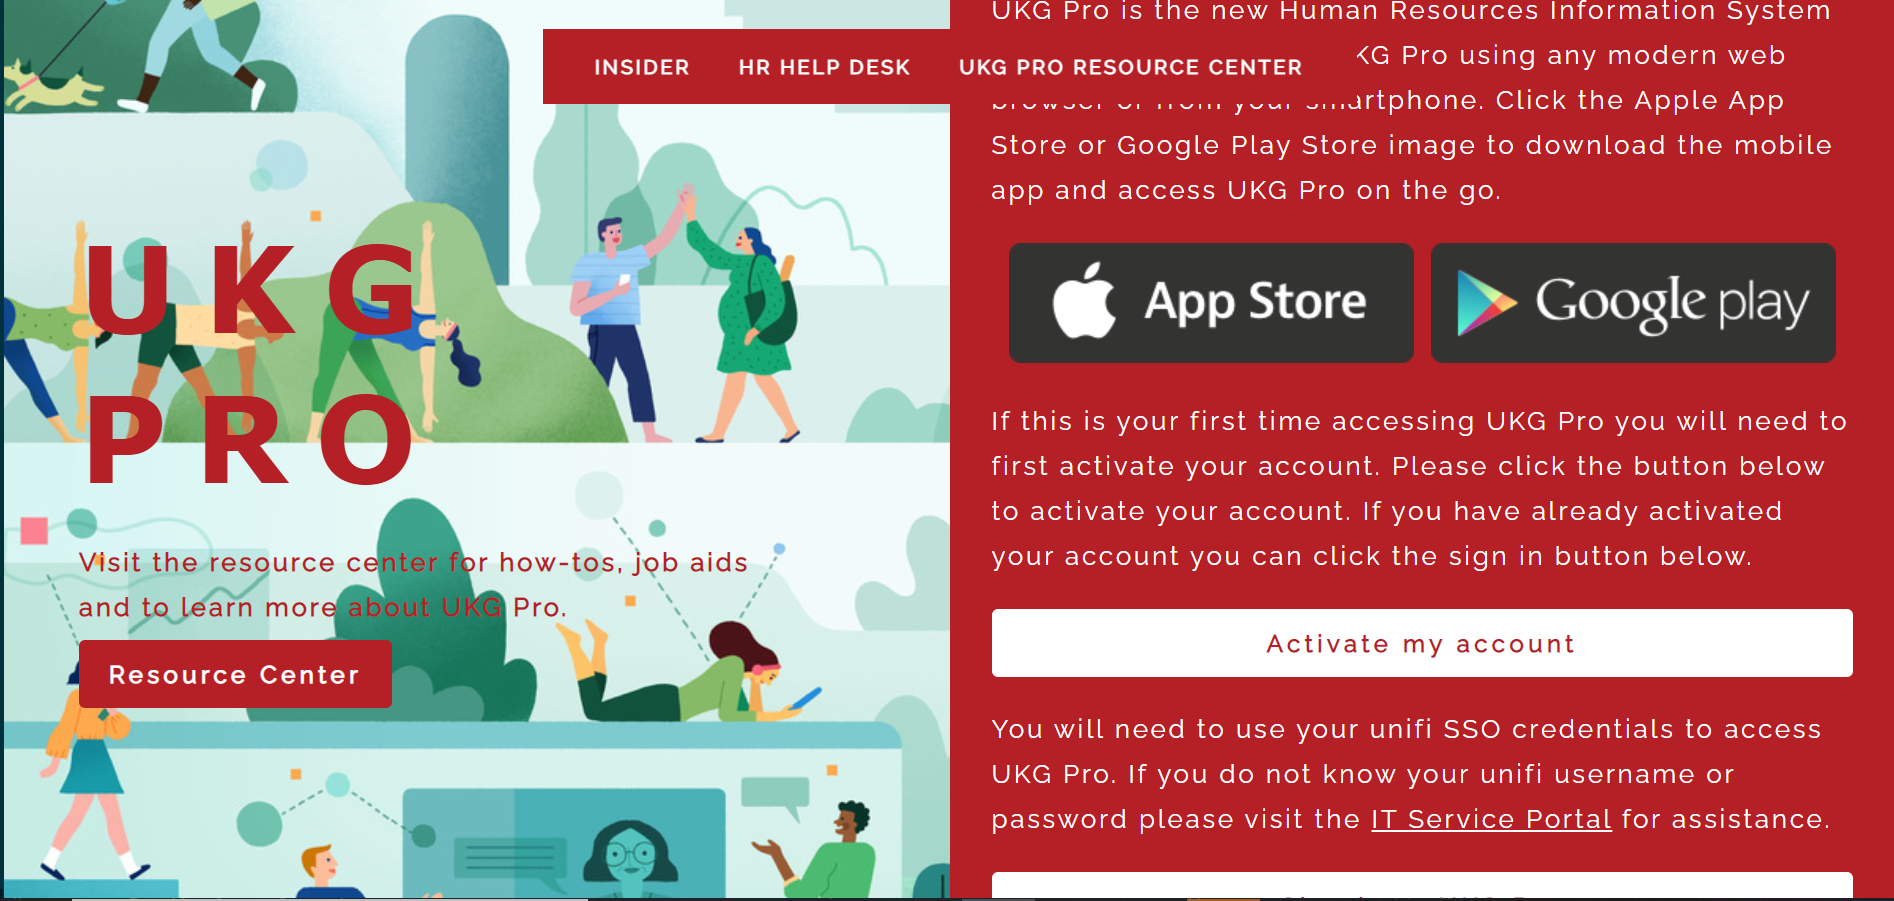 INSIDER HR HELP DESK UKG PRO RESOURCE CENTER
UKG
PRO
Visit the resource center for how-tos, job aids
and to learn more about UKG Pro.
Resource Center
UKG Pro is the new Human Resources Information System
KG Pro using any modern web
browser or from your smartphone. Click the Apple App
Store or Google Play Store image to download the mobile
app and access UKG Pro on the go.
App Store
Google play
If this is your first time accessing UKG Pro you will need to
first activate your account. Please click the button below
to activate your account. If you have already activated
your account you can click the sign in button below.
Activate my account
You will need to use your unifi SSO credentials to access
UKG Pro. If you do not know your unifi username or
password please visit the IT Service Portal for assistance.